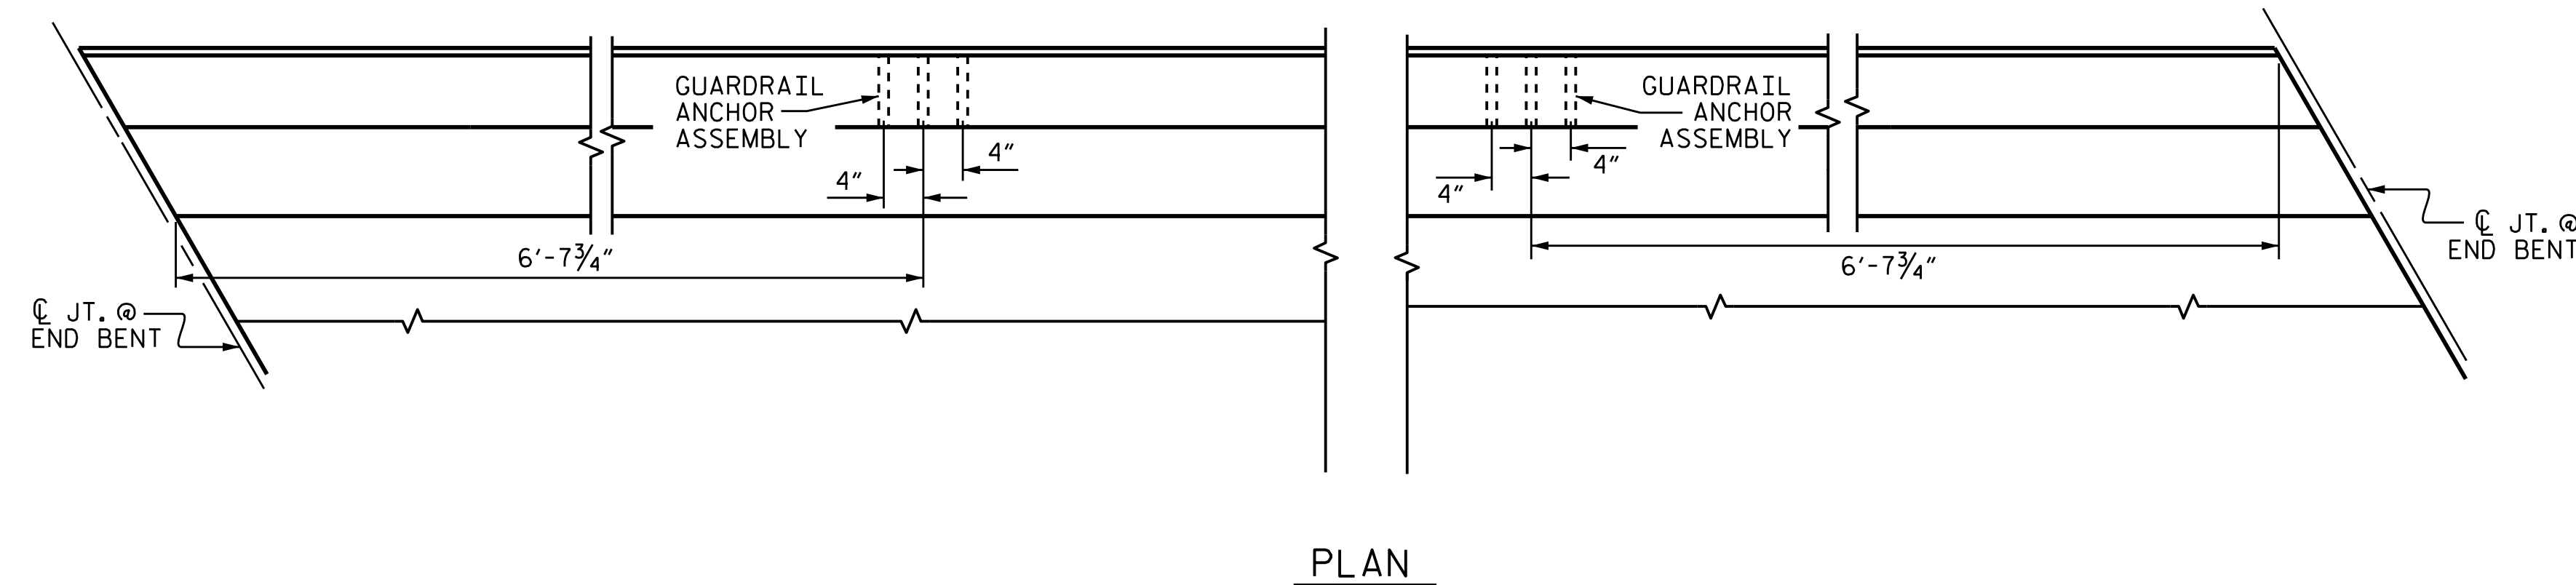 GUARDRAIL
ANCHOR
ASSEMBLY
4"
4"
6'-7¾"
℄ JT. @
END BENT
GUARDRAIL
ANCHOR
ASSEMBLY
4"
4"
6'-7¾"
℄ JT. @
END BENT
PLAN